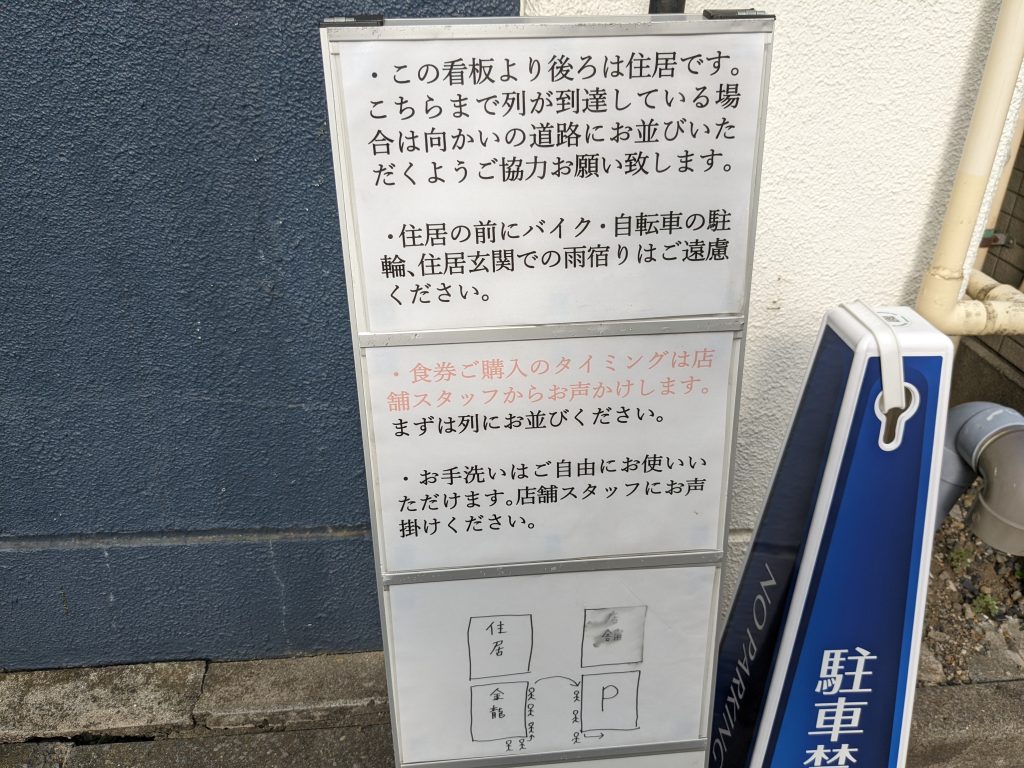 ・この看板より後ろは住居です。
こちらまで列が到達している場
合は向かいの道路にお並びいた
だくようご協力お願い致します。
・住居の前にバイク・自転車の駐
輪、住居玄関での雨宿りはご遠慮
ください。
・食券ご購入のタイミングは店
舗スタッフからお声かけします。
まずは列にお並びください。
・お手洗いはご自由にお使いい
ただけます。店舗スタッフにお声
掛けください。
住居
店舗
金龍
P
NO PARKING
駐車禁